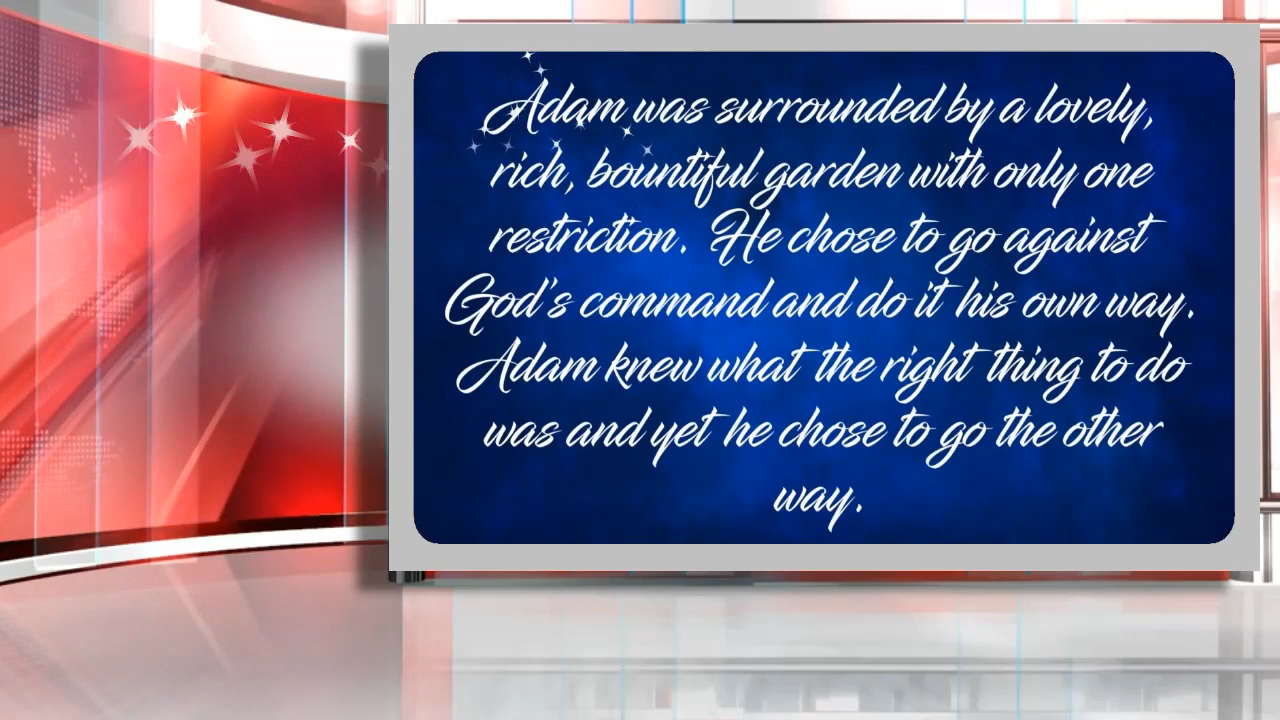 Adam was surrounded by a lovely,
rich, bountiful garden with only one
restriction.  He chose to go against
God's command and do it his own way.
Adam knew what the right thing to do
was and yet he chose to go the other
way.